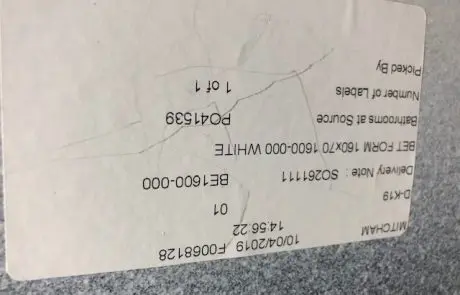 10/04/2019 F0068128
MITCHAM 14:56:22
D-K19 01
Delivery Note : SO261111 BE1600-000
BET FORM 160x70 1600-000 WHITE
Bathrooms at Source PO41539
Number of Labels 1 of 1
Picked By